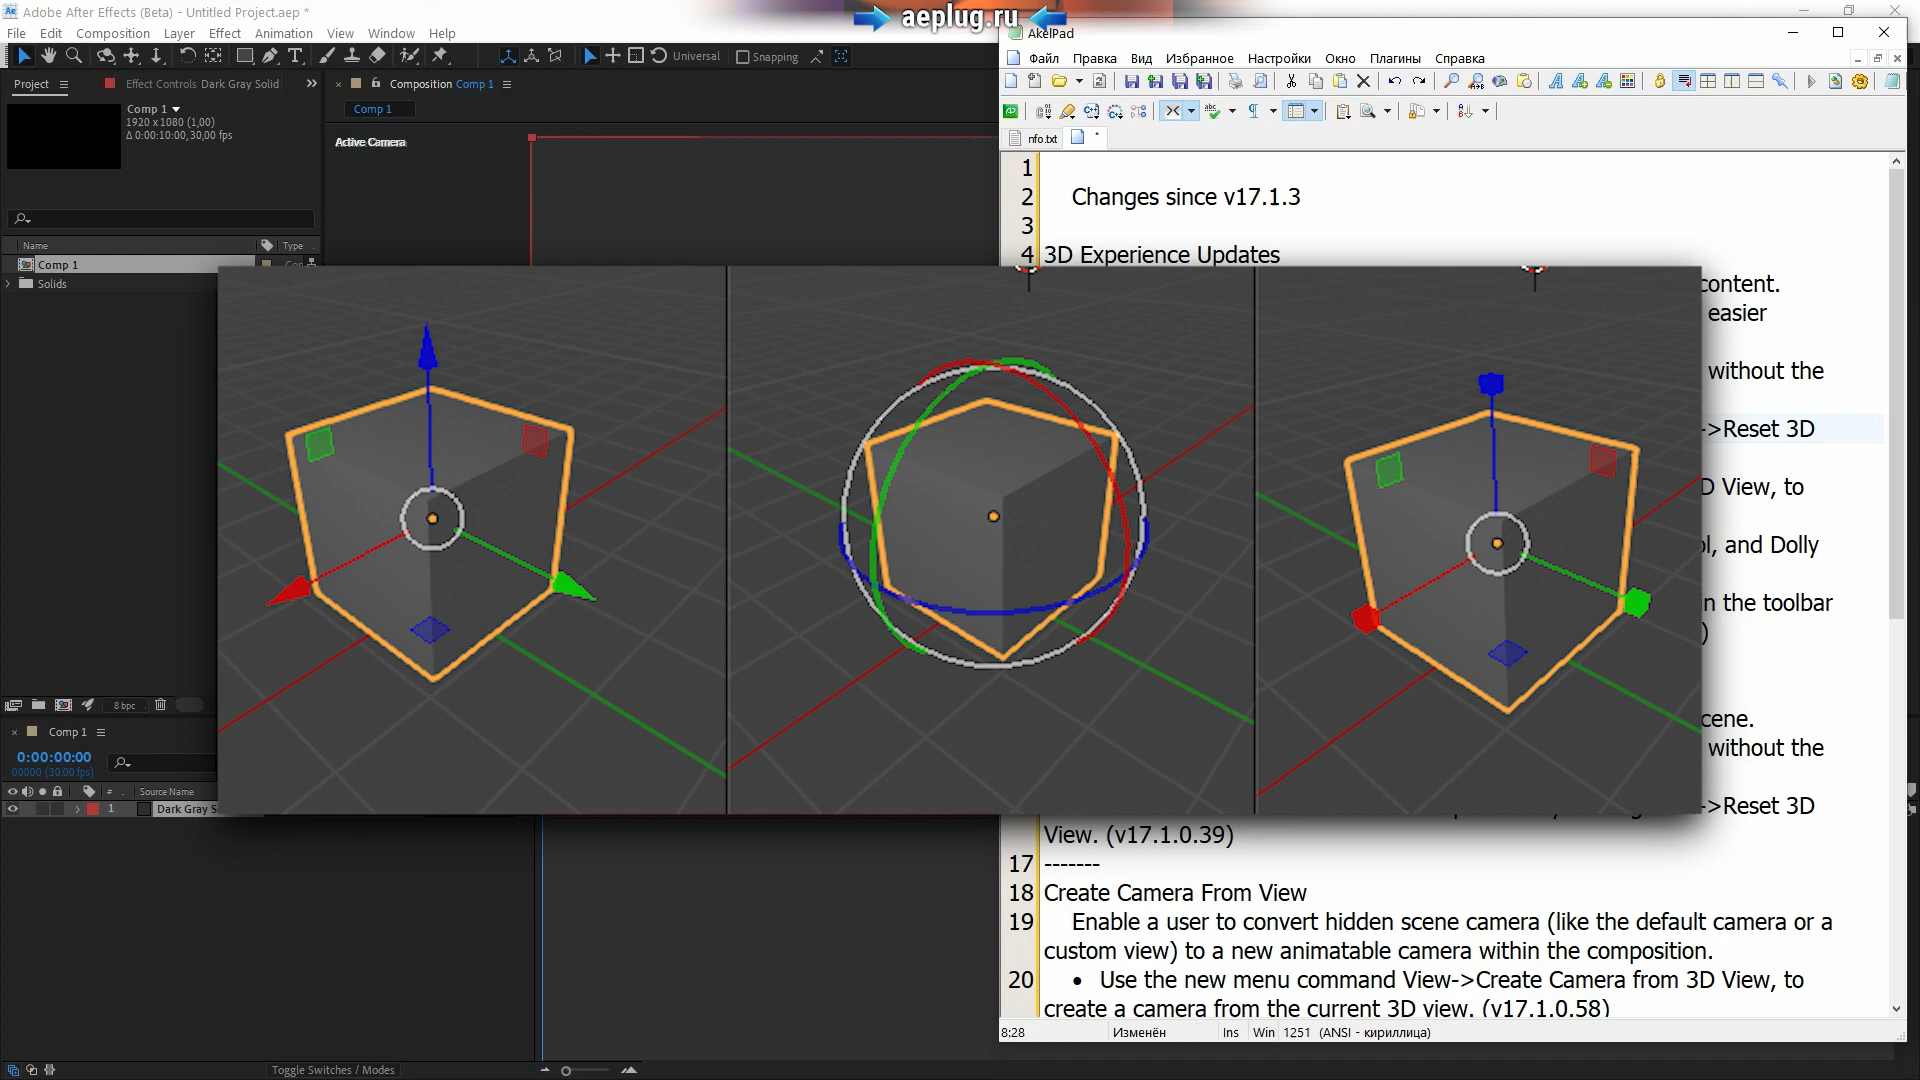 Adobe After Effects (Beta) - Untitled Project.aep *
aeplug.ru
File Edit Composition Layer Effect Animation View Window Help
Universal
Snapping
Project
Effect Controls Dark Gray Solid
Composition Comp 1
Comp 1
1920 x 1080 (1,00)
Δ 0:00:10:00, 30,00 fps
Comp 1
Active Camera
Name Type
Comp 1
Solids
8 bpc
Comp 1
0:00:00:00
00000 (30.00 fps)
# Source Name
1 Dark Gray S
Toggle Switches / Modes
AkelPad
Файл Правка Вид Избранное Настройки Окно Плагины Справка
nfo.txt *
1
2 Changes since v17.1.3
3
4 3D Experience Updates
content.
easier
without the
->Reset 3D
D View, to
l, and Dolly
n the toolbar
)
cene.
without the
->Reset 3D
View. (v17.1.0.39)
17 -------
18 Create Camera From View
19 Enable a user to convert hidden scene camera (like the default camera or a
custom view) to a new animatable camera within the composition.
20 • Use the new menu command View->Create Camera from 3D View, to
create a camera from the current 3D view. (v17.1.0.58)
8:28 Изменён Ins Win 1251 (ANSI - кириллица)